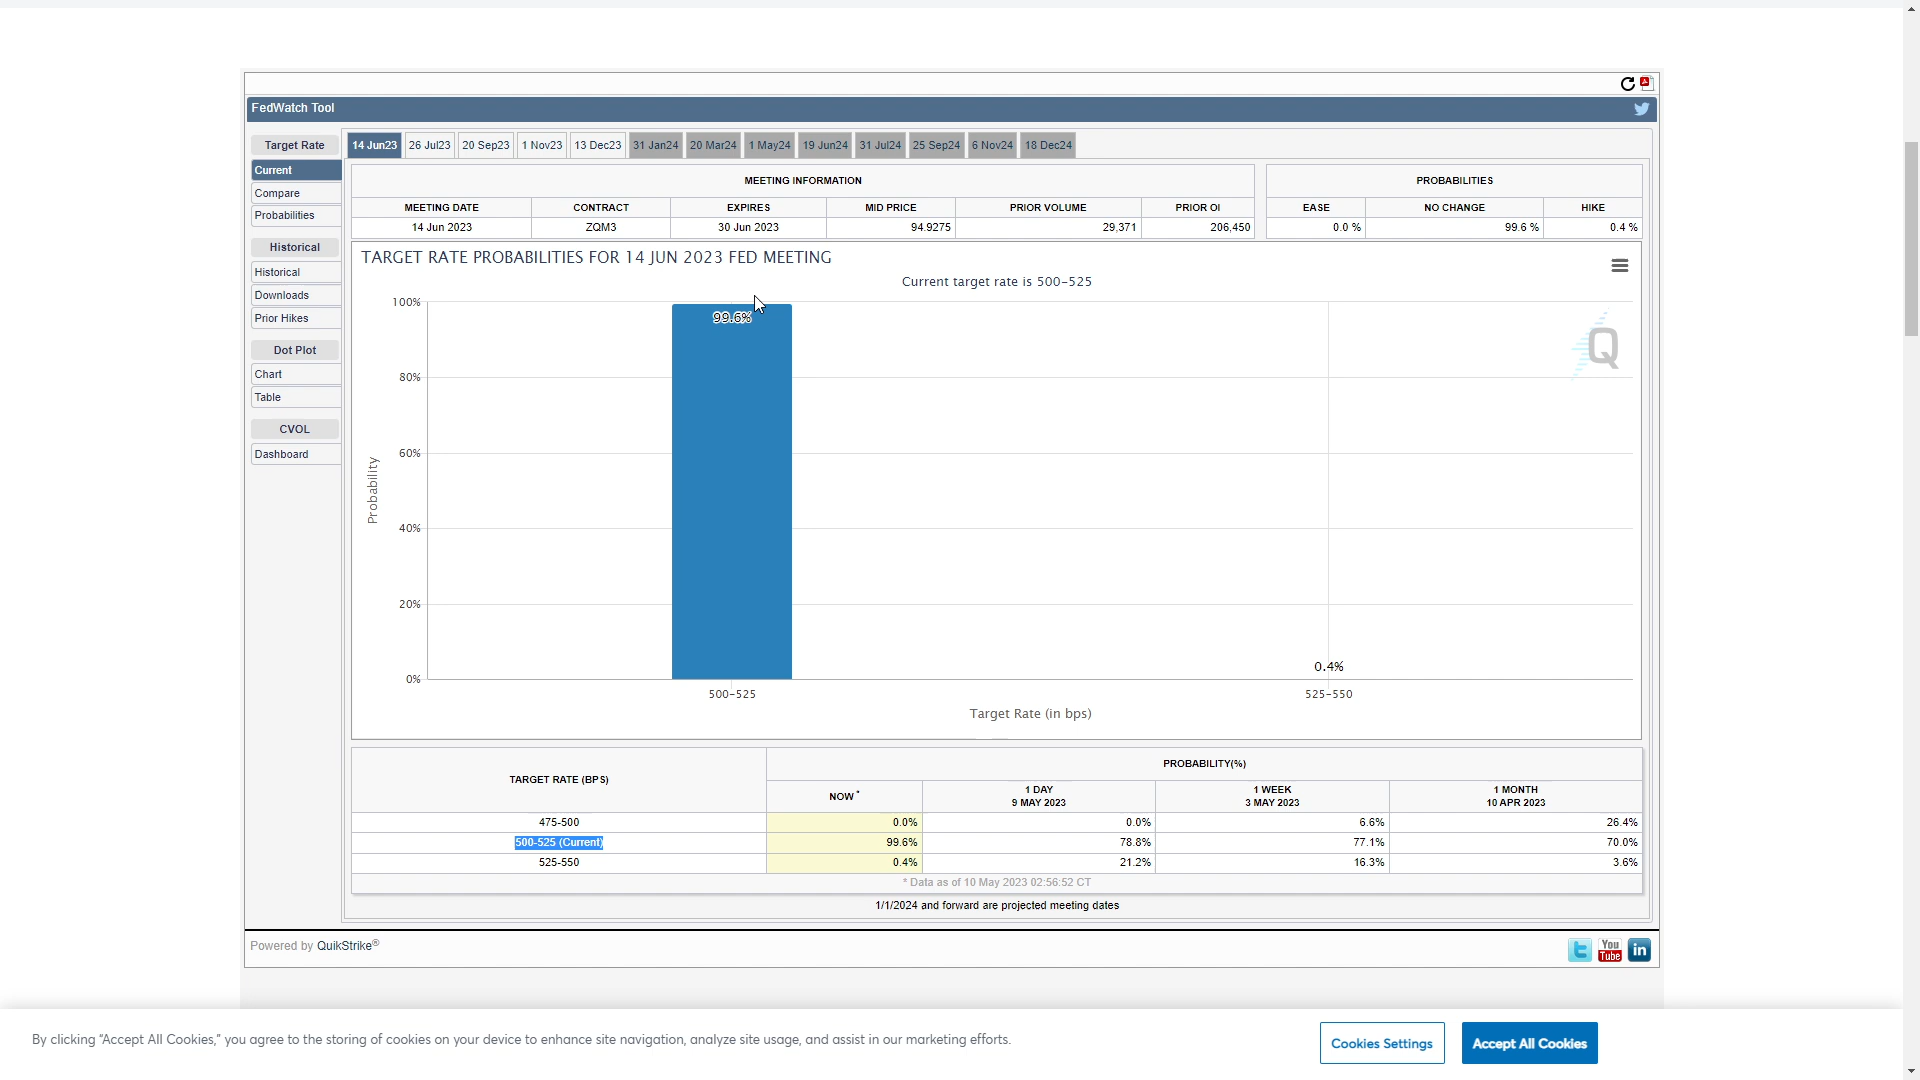 FedWatch Tool
Target Rate
Current
Compare
Probabilities
Historical
Historical
Downloads
Prior Hikes
Dot Plot
Chart
Table
CVOL
Dashboard
14 Jun23 26 Jul23 20 Sep23 1 Nov23 13 Dec23 31 Jan24 20 Mar24 1 May24 19 Jun24 31 Jul24 25 Sep24 6 Nov24 18 Dec24
MEETING INFORMATION
MEETING DATE CONTRACT EXPIRES MID PRICE PRIOR VOLUME PRIOR OI
14 Jun 2023 ZQM3 30 Jun 2023 94.9275 29,371 206,450
PROBABILITIES
EASE NO CHANGE HIKE
0.0 % 99.6 % 0.4 %
TARGET RATE PROBABILITIES FOR 14 JUN 2023 FED MEETING
Current target rate is 500-525
Probability
100%
80%
60%
40%
20%
0%
99.6%
0.4%
Q
500-525 525-550
Target Rate (in bps)
TARGET RATE (BPS) PROBABILITY(%)
NOW * 1 DAY 1 WEEK 1 MONTH
9 MAY 2023 3 MAY 2023 10 APR 2023
475-500 0.0% 0.0% 6.6% 26.4%
500-525 (Current) 99.6% 78.8% 77.1% 70.0%
525-550 0.4% 21.2% 16.3% 3.6%
* Data as of 10 May 2023 02:56:52 CT
1/1/2024 and forward are projected meeting dates
Powered by QuikStrike®
You
Tube
in
By clicking “Accept All Cookies,” you agree to the storing of cookies on your device to enhance site navigation, analyze site usage, and assist in our marketing efforts.
Cookies Settings
Accept All Cookies